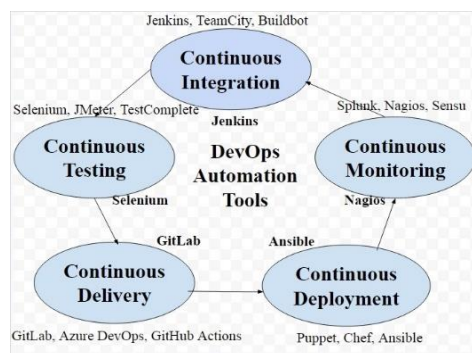 Jenkins, TeamCity, Buildbot
Continuous
Integration
Selenium, JMeter, TestComplete
Splunk, Nagios, Sensu
Jenkins
Continuous
Testing
DevOps
Automation
Tools
Continuous
Monitoring
Selenium
Nagios
GitLab
Ansible
Continuous
Delivery
Continuous
Deployment
GitLab, Azure DevOps, GitHub Actions
Puppet, Chef, Ansible